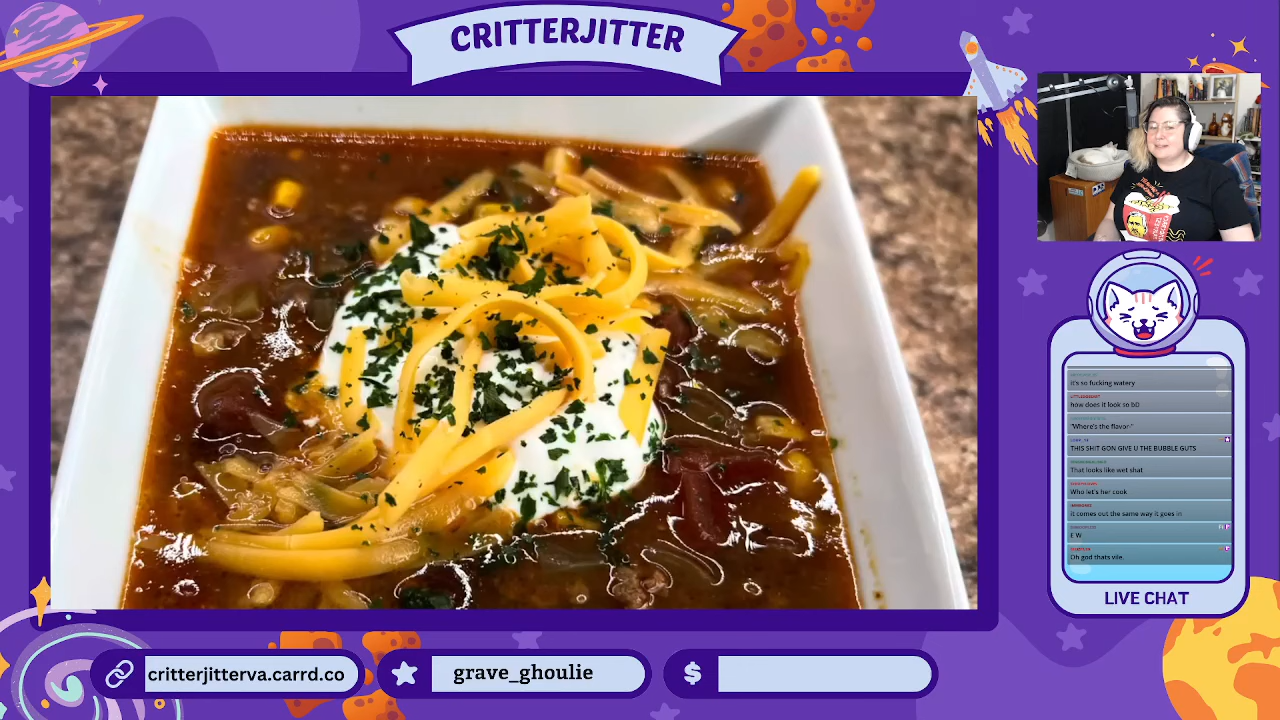 CRITTERJITTER
it's so fucking watery
how does it look so bD
"Where's the flavor-"
THIS SHIT GON GIVE U THE BUBBLE GUTS
That looks like wet shat
Who let's her cook
it comes out the same way it goes in
E W
Oh god thats vile.
LIVE CHAT
critterjitterva.carrd.co
grave_ghoulie
$